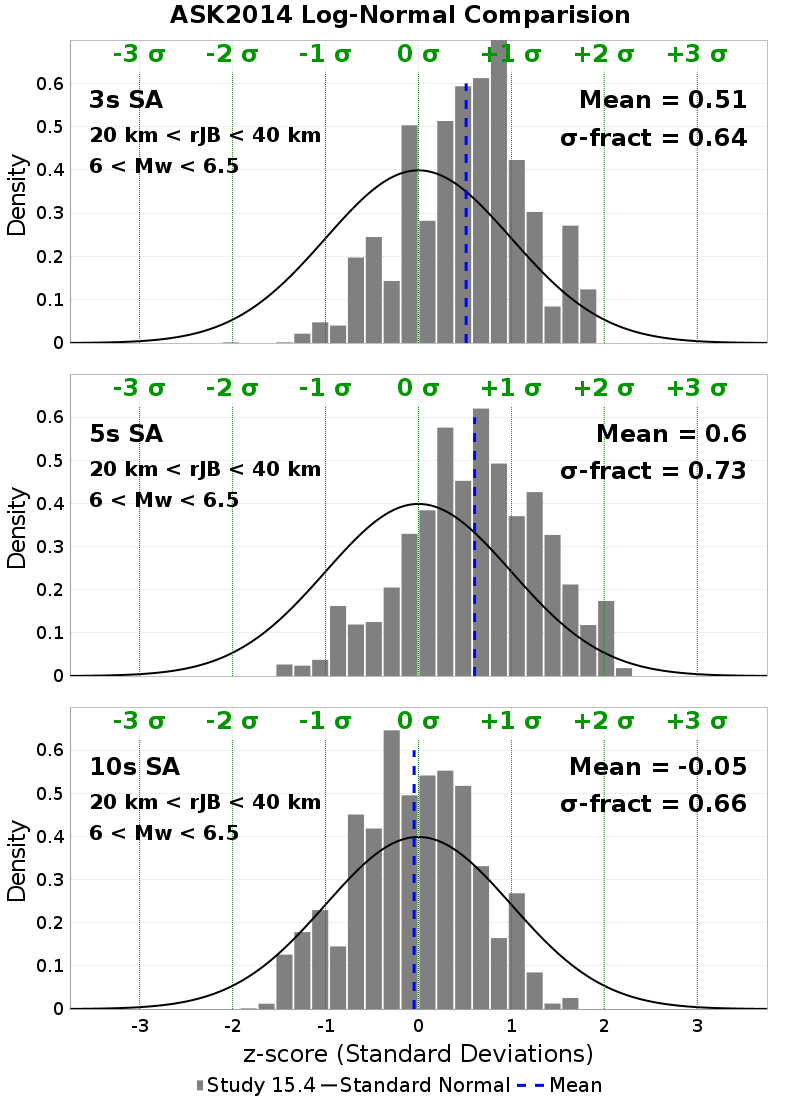 ASK2014 Log-Normal Comparision
-3 σ -2 σ -1 σ 0 σ +1 σ +2 σ +3 σ
3s SA
Mean = 0.51
20 km < rJB < 40 km
σ-fract = 0.64
6 < Mw < 6.5
Density
0.6
0.5
0.4
0.3
0.2
0.1
0
-3 σ -2 σ -1 σ 0 σ +1 σ +2 σ +3 σ
5s SA
Mean = 0.6
20 km < rJB < 40 km
σ-fract = 0.73
6 < Mw < 6.5
Density
0.6
0.5
0.4
0.3
0.2
0.1
0
-3 σ -2 σ -1 σ 0 σ +1 σ +2 σ +3 σ
10s SA
Mean = -0.05
20 km < rJB < 40 km
σ-fract = 0.66
6 < Mw < 6.5
Density
0.6
0.5
0.4
0.3
0.2
0.1
0
-3 -2 -1 0 1 2 3
z-score (Standard Deviations)
Study 15.4 Standard Normal Mean